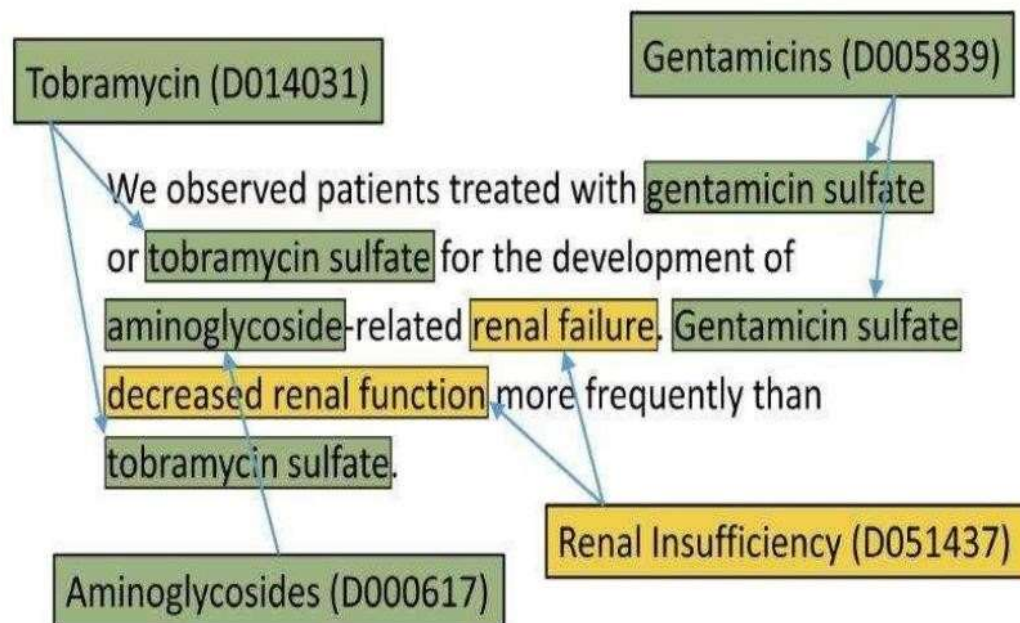 Tobramycin (D014031)
Gentamicins (D005839)
We observed patients treated with gentamicin sulfate
or tobramycin sulfate for the development of
aminoglycoside-related renal failure. Gentamicin sulfate
decreased renal function more frequently than
tobramycin sulfate.
Renal Insufficiency (D051437)
Aminoglycosides (D000617)